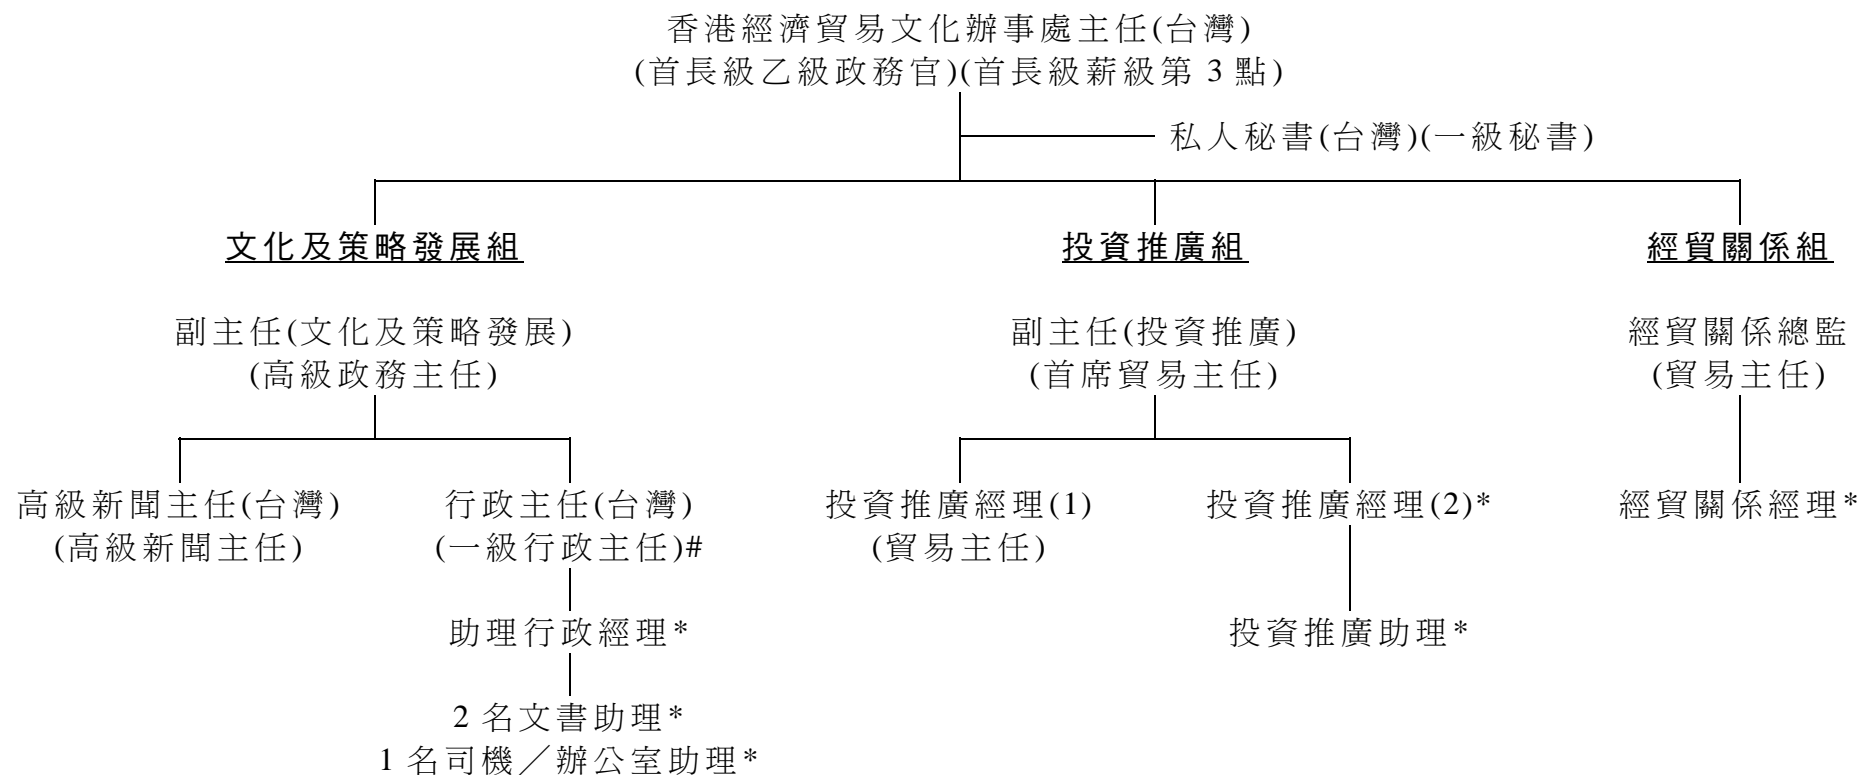 香港經濟貿易文化辦事處主任(台灣)
(首長級乙級政務官)(首長級薪級第 3 點)
私人秘書(台灣)(一級秘書)
文化及策略發展組
投資推廣組
經貿關係組
副主任(文化及策略發展)
(高級政務主任)
副主任(投資推廣)
(首席貿易主任)
經貿關係總監
(貿易主任)
高級新聞主任(台灣)
(高級新聞主任)
行政主任(台灣)
(一級行政主任)#
投資推廣經理(1)
(貿易主任)
投資推廣經理(2)*
經貿關係經理*
助理行政經理*
投資推廣助理*
2 名文書助理*
1 名司機／辦公室助理*